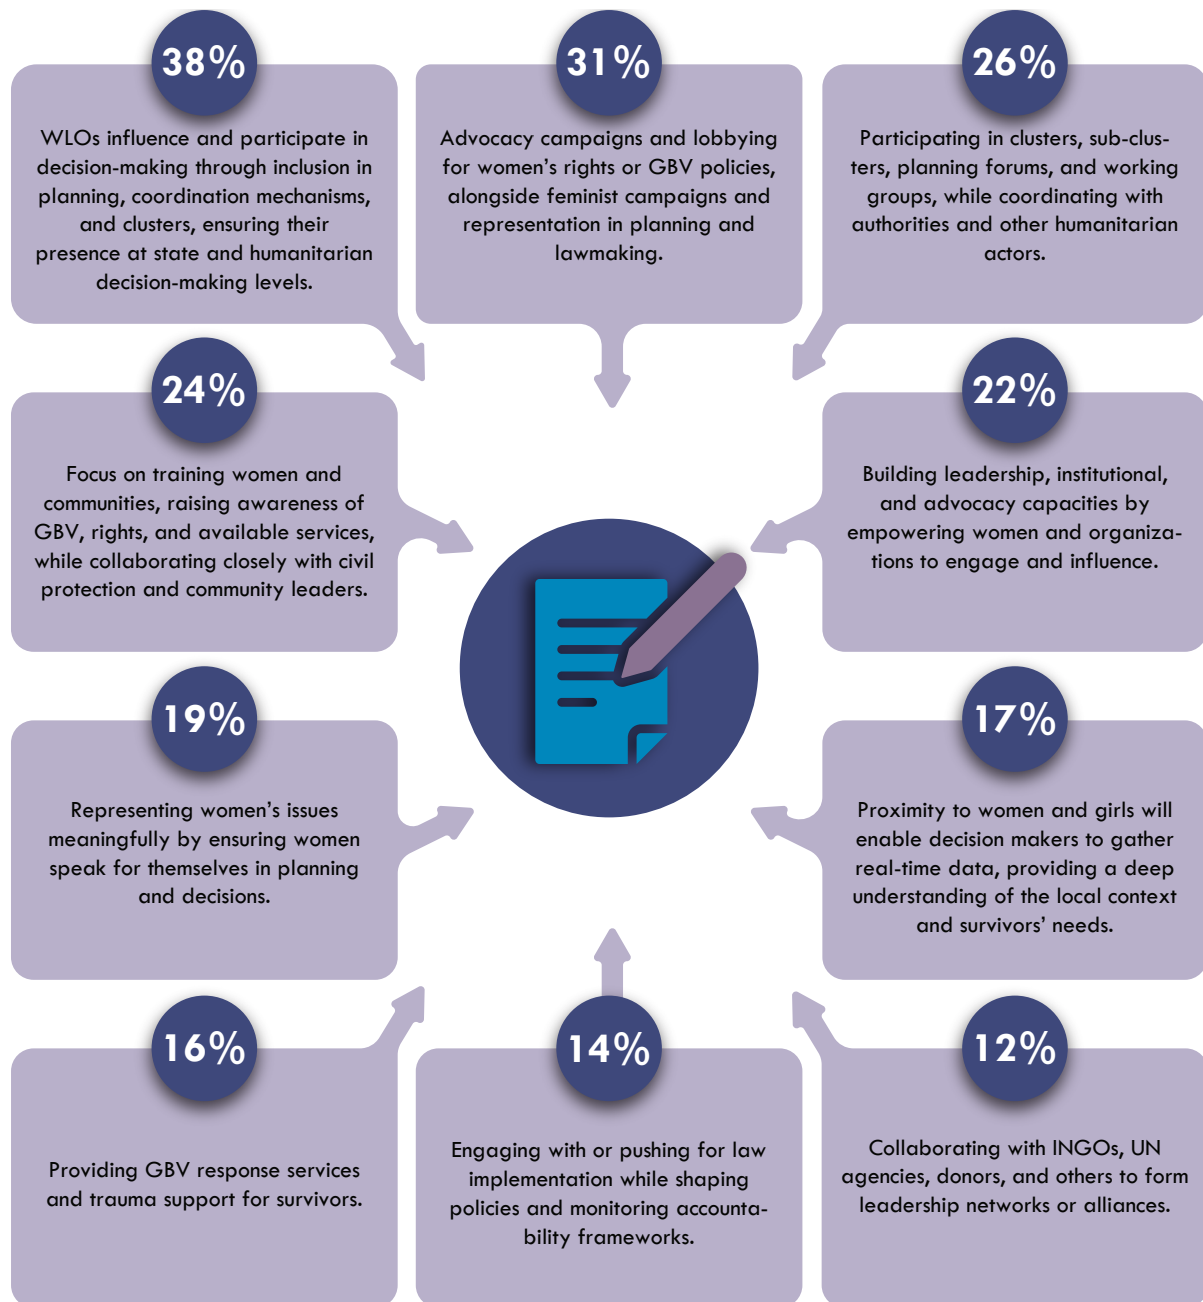 38%
WLOs influence and participate in
decision-making through inclusion in
planning, coordination mechanisms,
and clusters, ensuring their
presence at state and humanitarian
decision-making levels.
31%
Advocacy campaigns and lobbying
for women's rights or GBV policies,
alongside feminist campaigns and
representation in planning and
lawmaking.
26%
Participating in clusters, sub-clus-
ters, planning forums, and working
groups, while coordinating with
authorities and other humanitarian
actors.
24%
Focus on training women and
communities, raising awareness of
GBV, rights, and available services,
while collaborating closely with civil
protection and community leaders.
22%
Building leadership, institutional,
and advocacy capacities by
empowering women and organiza-
tions to engage and influence.
19%
Representing women's issues
meaningfully by ensuring women
speak for themselves in planning
and decisions.
17%
Proximity to women and girls will
enable decision makers to gather
real-time data, providing a deep
understanding of the local context
and survivors' needs.
16%
Providing GBV response services
and trauma support for survivors.
14%
Engaging with or pushing for law
implementation while shaping
policies and monitoring accounta-
bility frameworks.
12%
Collaborating with INGOs, UN
agencies, donors, and others to form
leadership networks or alliances.